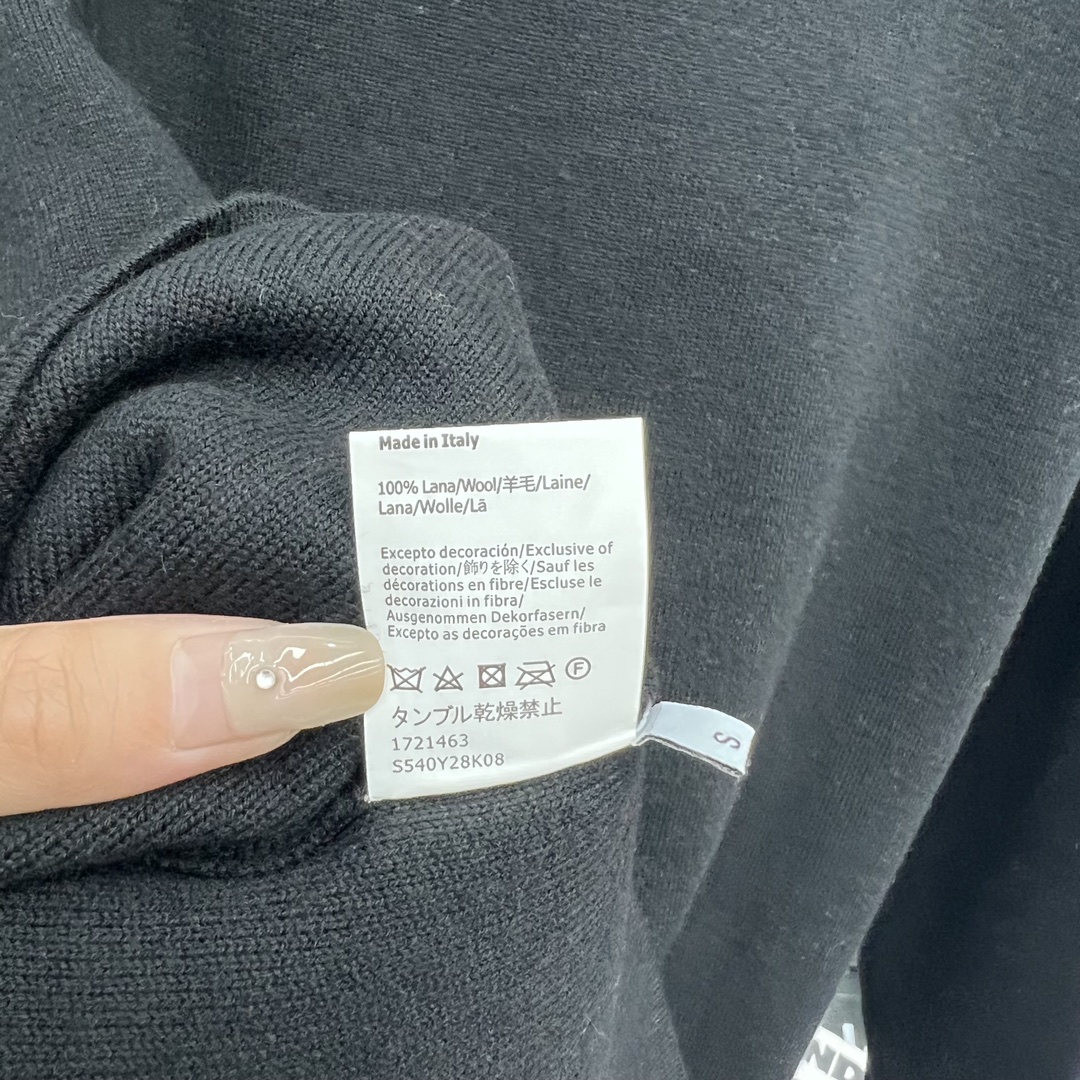 Made in Italy
100% Lana/Wool/羊毛/Laine/
Lana/Wolle/Lã
Excepto decoración/Exclusive of
decoration/飾りを除く/Sauf les
décorations en fibre/Escluse le
decorazioni in fibra/
Ausgenommen Dekorfasern/
Excepto as decorações em fibra
F
タンブル乾燥禁止
1721463
S540Y28K08
S